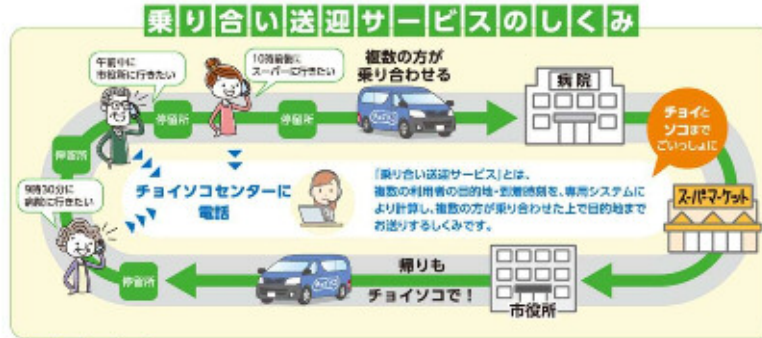 乗り合い送迎サービスのしくみ
午前中に
市役所に行きたい
10時前後に
スーパーに行きたい
複数の方が
乗り合わせる
病院
停留所
停留所
チョイと
ソコまで
ごいっしょに
停留所
9時30分に
病院に行きたい
チョイソコセンターに
電話
「乗り合い送迎サービス」とは、
複数の利用者の目的地・到着時刻を、専用システム
により計算し、複数の方が乗り合わせた上で目的地まで
お送りするしくみです。
スーパーマーケット
停留所
帰りも
チョイソコで!
市役所